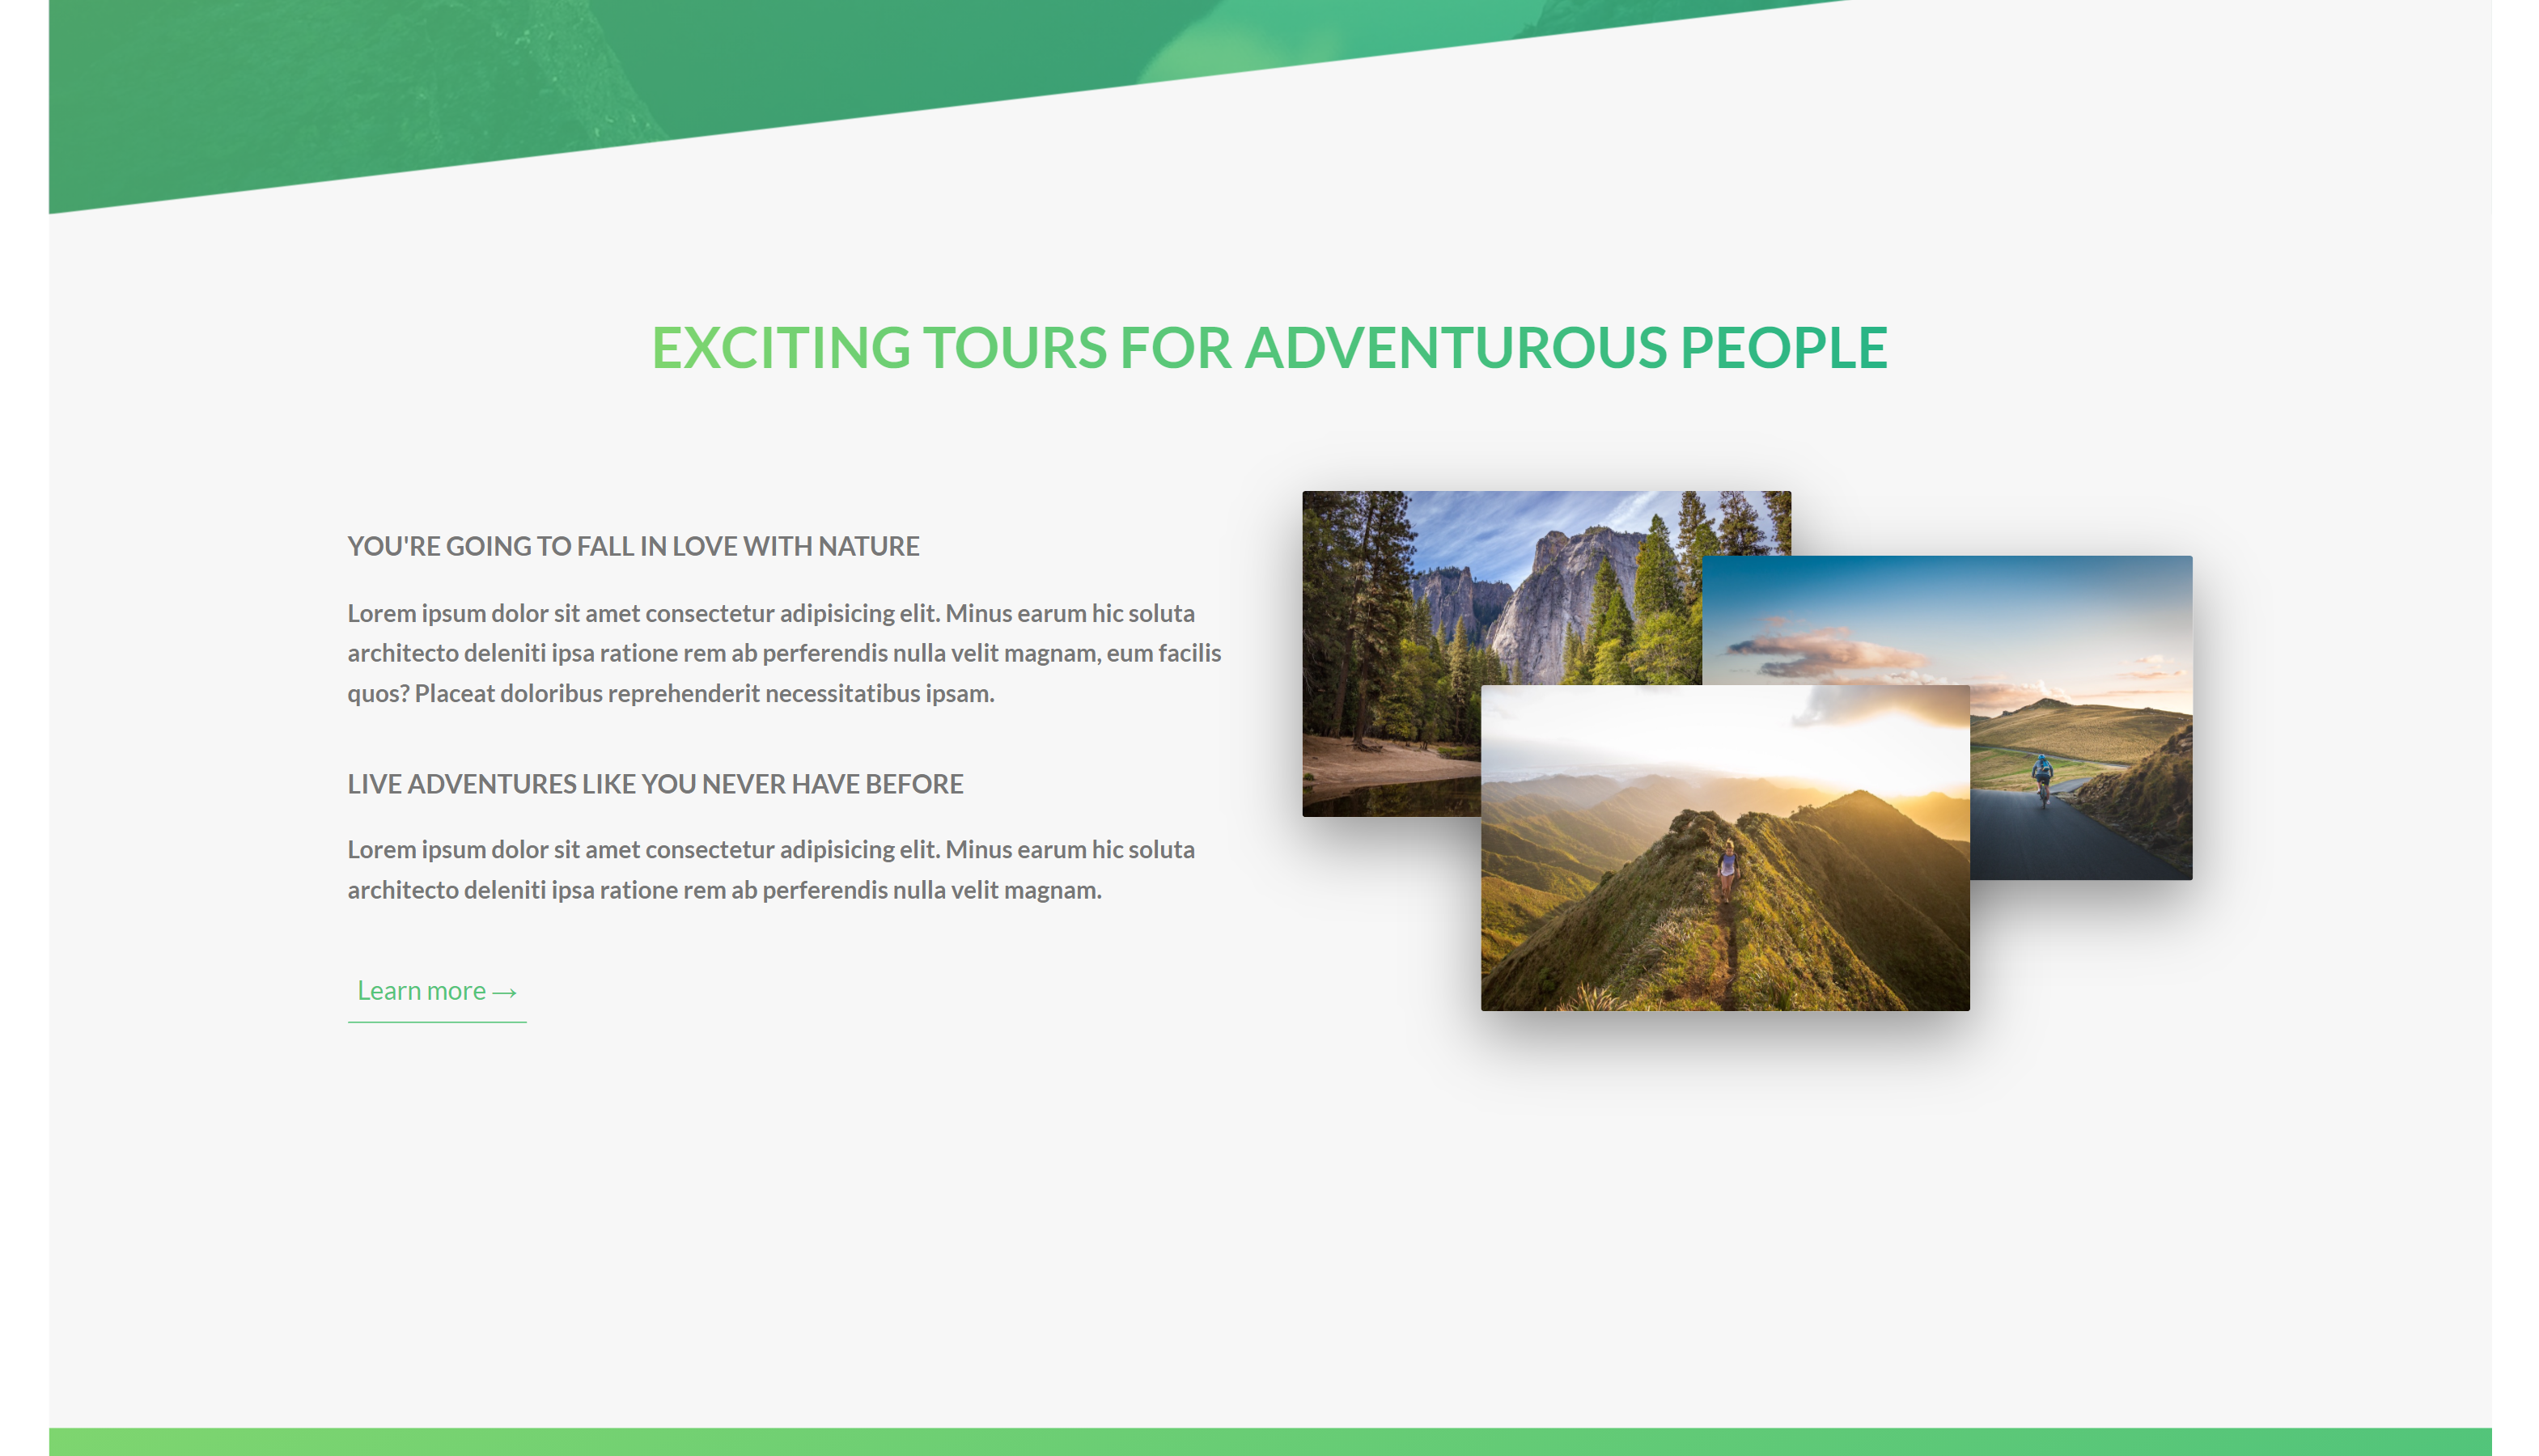 EXCITING TOURS FOR ADVENTUROUS PEOPLE
YOU'RE GOING TO FALL IN LOVE WITH NATURE
Lorem ipsum dolor sit amet consectetur adipisicing elit. Minus earum hic soluta
architecto deleniti ipsa ratione rem ab perferendis nulla velit magnam, eum facilis
quos? Placeat doloribus reprehenderit necessitatibus ipsam.
LIVE ADVENTURES LIKE YOU NEVER HAVE BEFORE
Lorem ipsum dolor sit amet consectetur adipisicing elit. Minus earum hic soluta
architecto deleniti ipsa ratione rem ab perferendis nulla velit magnam.
Learn more →